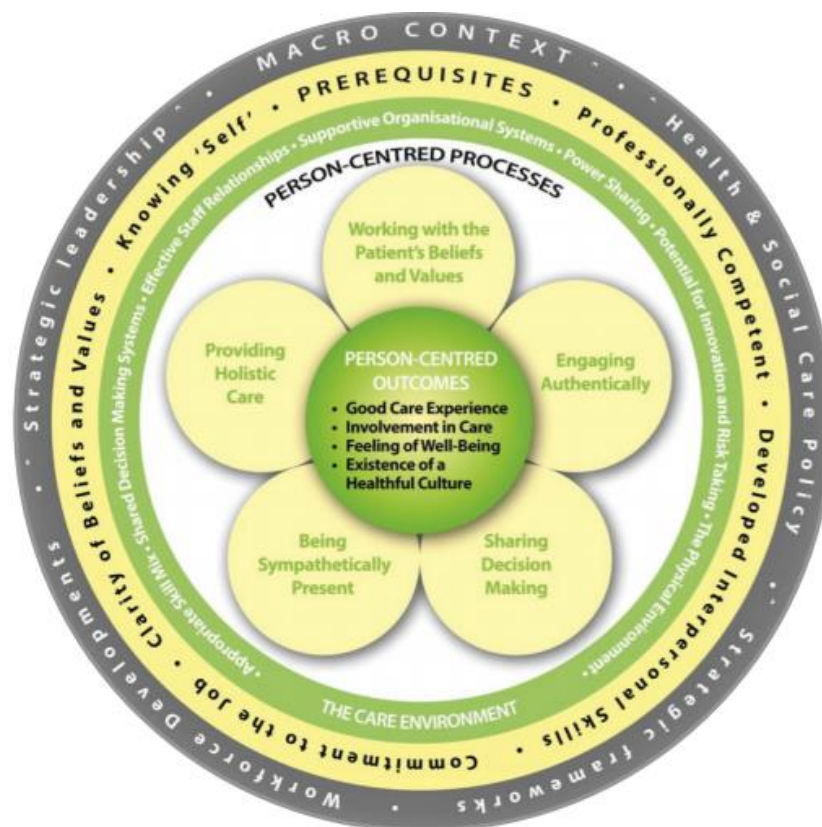 MACRO CONTEXT
Health & Social Care Policy
Strategic frameworks
Workforce Developments
Strategic leadership
PREREQUISITES
Professionally Competent
Developed Interpersonal Skills
Commitment to the Job
Clarity of Beliefs and Values
Knowing 'Self'
THE CARE ENVIRONMENT
Appropriate Skill Mix
Shared Decision Making Systems
Effective Staff Relationships
Supportive Organisational Systems
Power Sharing
Potential for Innovation and Risk Taking
The Physical Environment
PERSON-CENTRED PROCESSES
Working with the
Patient's Beliefs
and Values
Engaging
Authentically
Sharing
Decision
Making
Being
Sympathetically
Present
Providing
Holistic
Care
PERSON-CENTRED
OUTCOMES
• Good Care Experience
• Involvement in Care
• Feeling of Well-Being
• Existence of a
Healthful Culture